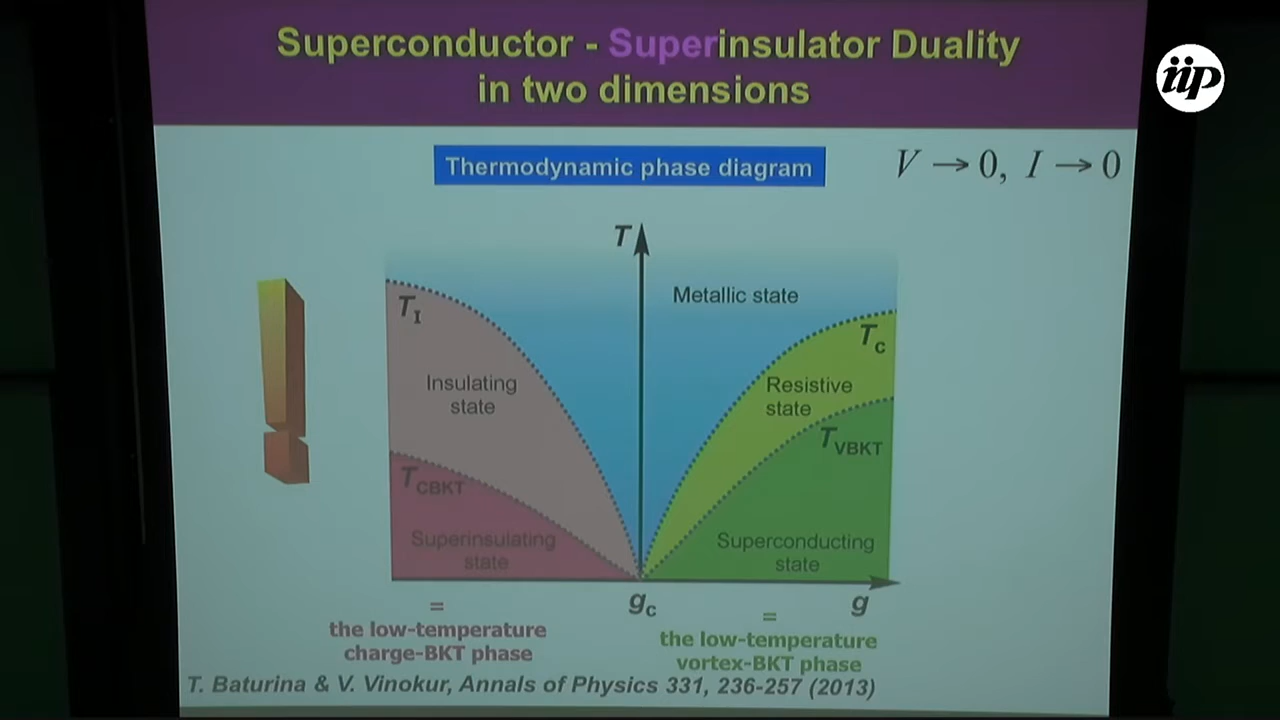 Superconductor - Superinsulator Duality
in two dimensions
iip
Thermodynamic phase diagram
V → 0, I → 0
T
Metallic state
T_I
T_c
Insulating
state
Resistive
state
T_VBKT
T_CBKT
Superinsulating
state
Superconducting
state
g_c
g
=
the low-temperature
charge-BKT phase
=
the low-temperature
vortex-BKT phase
T. Baturina & V. Vinokur, Annals of Physics 331, 236-257 (2013)